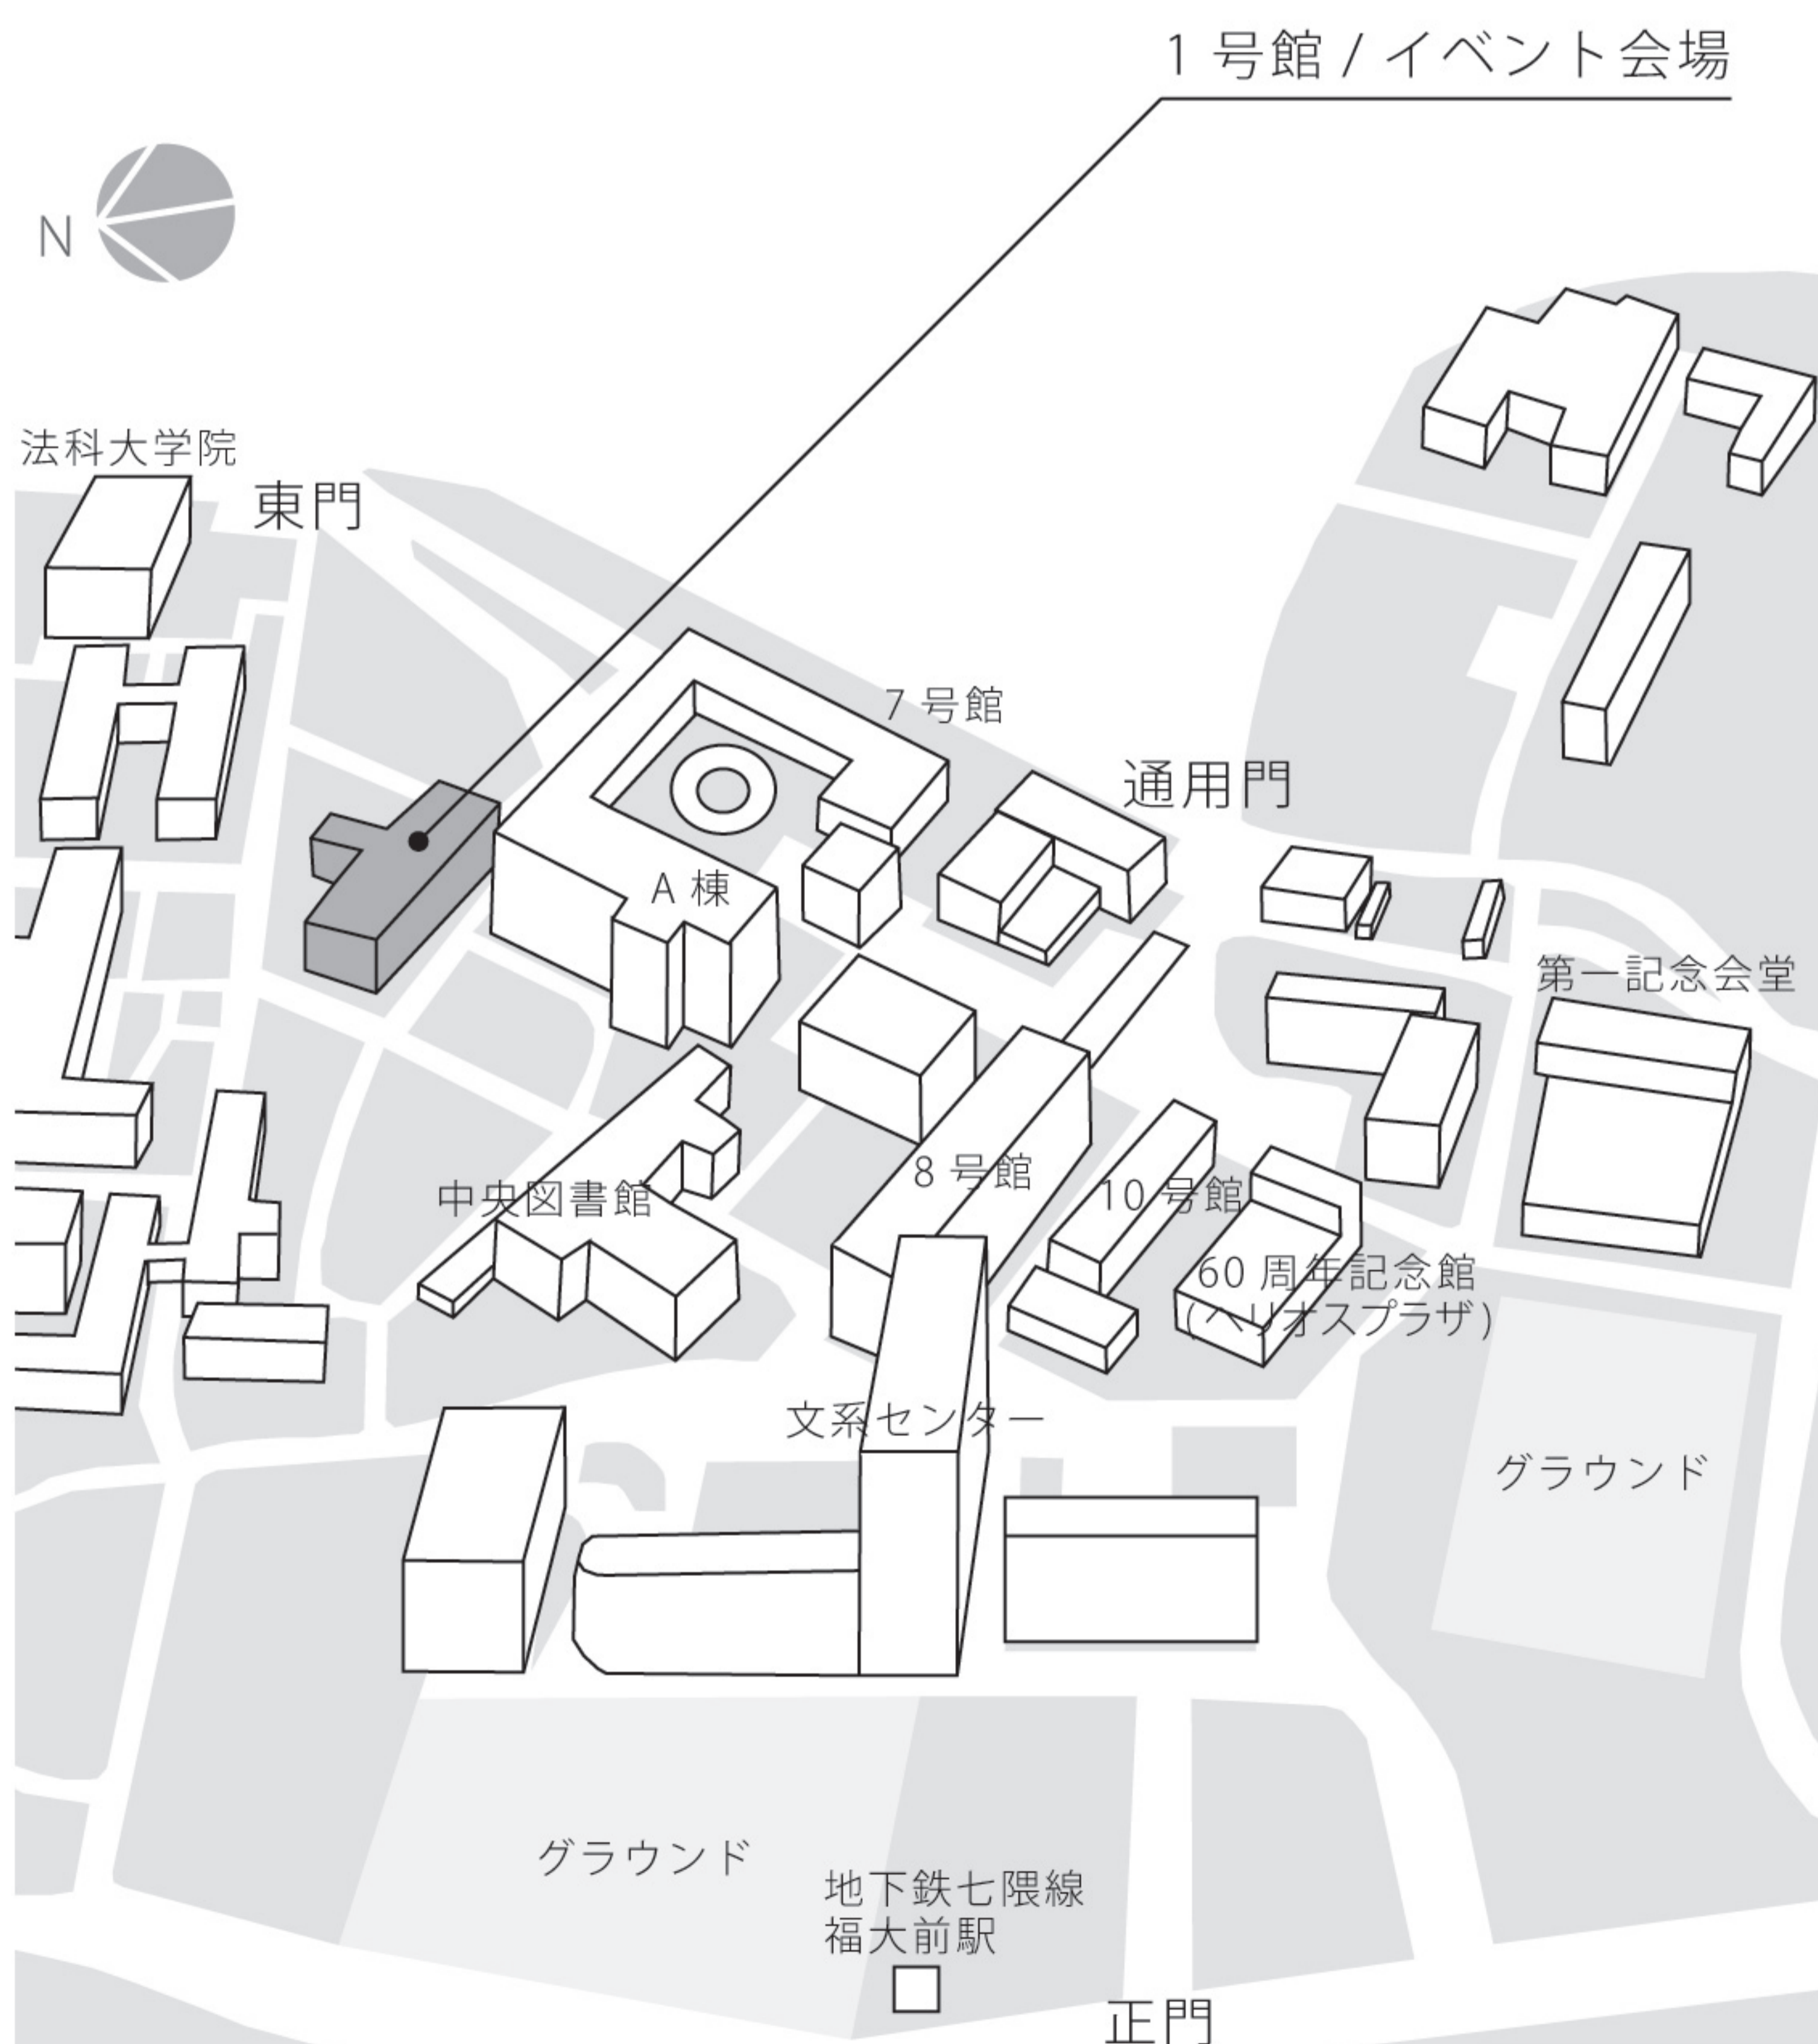 1 号館 / イベント会場
N
法科大学院
東門
7 号館
通用門
A 棟
第一記念会堂
8 号館
10 号館
中央図書館
60 周年記念館
(ヘリオスプラザ)
文系センター
グラウンド
グラウンド
地下鉄七隈線
福大前駅
正門